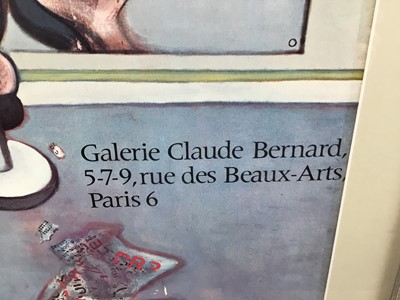 Galerie Claude Bernard,
5-7-9, rue des Beaux-Arts,
Paris 6